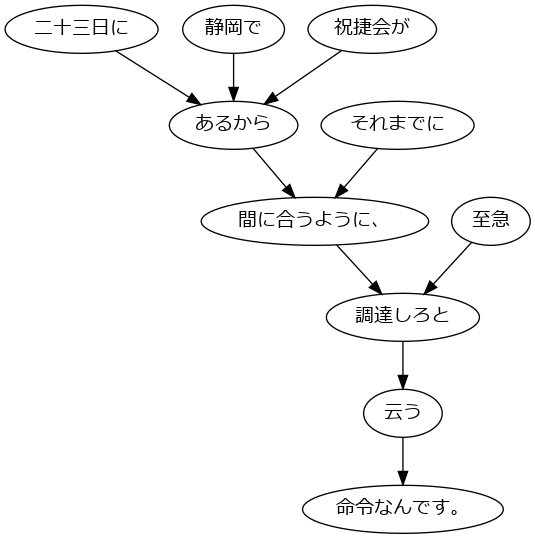 二十三日に 静岡で 祝捷会が
あるから それまでに
間に合うように、 至急
調達しろと
云う
命令なんです。